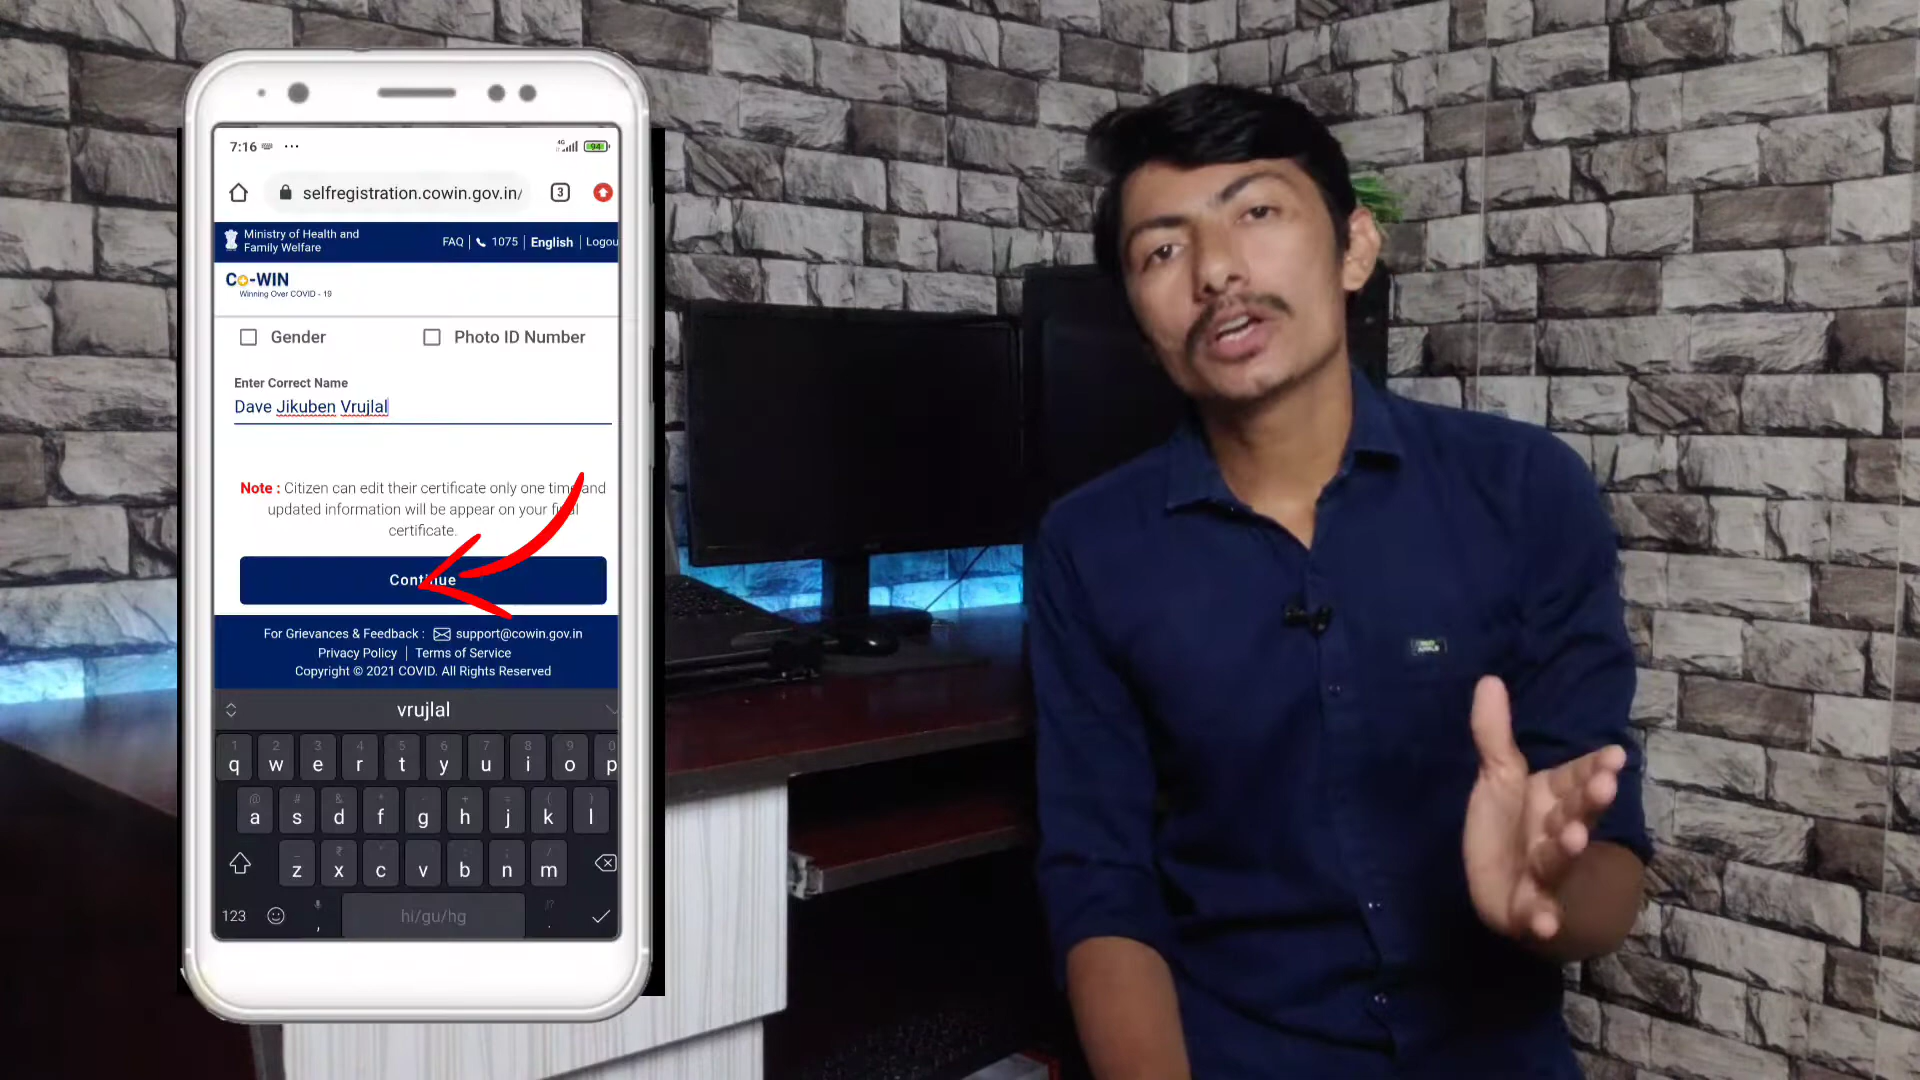 7:16 ··· 4G 94
selfregistration.cowin.gov.in/ 3
Ministry of Health and
Family Welfare
FAQ | 1075 | English | Logou
Co-WIN
Winning Over COVID - 19
Gender Photo ID Number
Enter Correct Name
Dave Jikuben Vrujlal
Note : Citizen can edit their certificate only one time and
updated information will be appear on your final
certificate.
Continue
For Grievances & Feedback : support@cowin.gov.in
Privacy Policy | Terms of Service
Copyright © 2021 COVID. All Rights Reserved
vrujlal
1 2 3 4 5 6 7 8 9 0
q w e r t y u i o p
a s d f g h j k l
z x c v b n m
123 , hi/gu/hg .